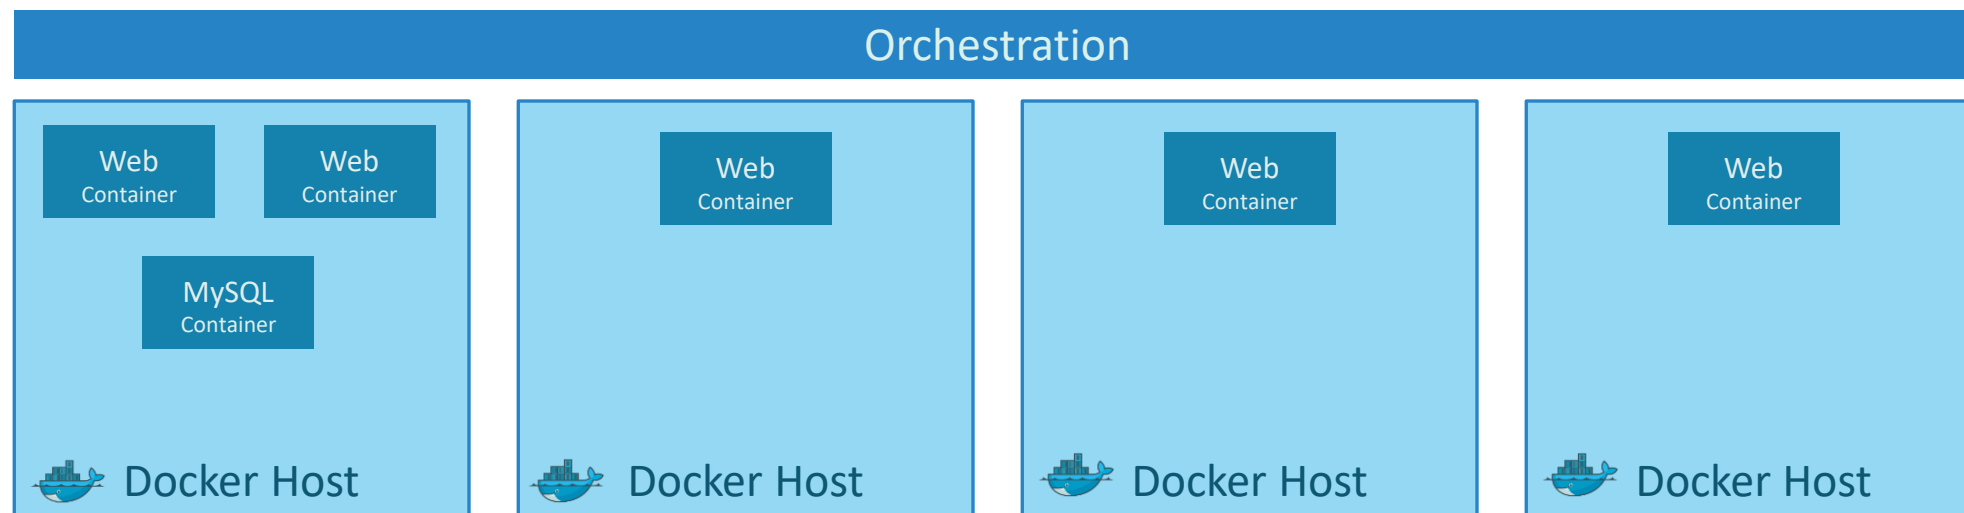 Orchestration
Web
Container
Web
Container
MySQL
Container
Docker Host
Web
Container
Docker Host
Web
Container
Docker Host
Web
Container
Docker Host